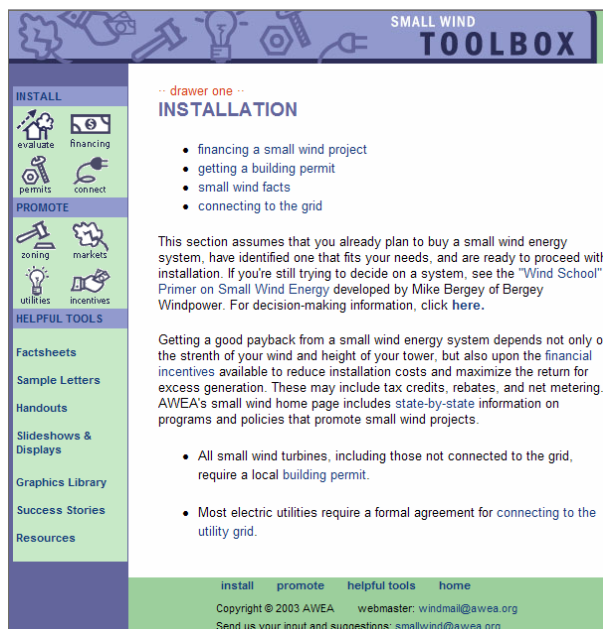 SMALL WIND
TOOLBOX
INSTALL
evaluate financing
permits connect
PROMOTE
zoning markets
utilities incentives
HELPFUL TOOLS
Factsheets
Sample Letters
Handouts
Slideshows &
Displays
Graphics Library
Success Stories
Resources
·· drawer one ··
INSTALLATION
• financing a small wind project
• getting a building permit
• small wind facts
• connecting to the grid
This section assumes that you already plan to buy a small wind energy
system, have identified one that fits your needs, and are ready to proceed with
installation. If you're still trying to decide on a system, see the "Wind School"
Primer on Small Wind Energy developed by Mike Bergey of Bergey
Windpower. For decision-making information, click here.
Getting a good payback from a small wind energy system depends not only o
the strenth of your wind and height of your tower, but also upon the financial
incentives available to reduce installation costs and maximize the return for
excess generation. These may include tax credits, rebates, and net metering.
AWEA's small wind home page includes state-by-state information on
programs and policies that promote small wind projects.
• All small wind turbines, including those not connected to the grid,
require a local building permit.
• Most electric utilities require a formal agreement for connecting to the
utility grid.
install promote helpful tools home
Copyright © 2003 AWEA webmaster: windmail@awea.org
Send us your input and suggestions: smallwind@awea.org